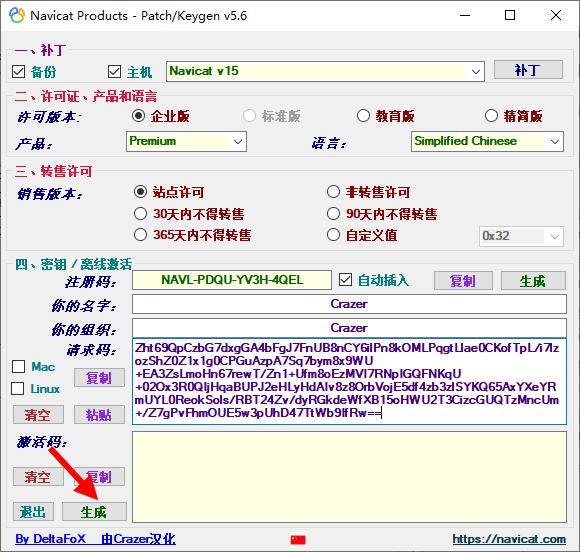 Navicat Products - Patch/Keygen v5.6
一、补丁
备份 主机 Navicat v15 补丁
二、许可证、产品和语言
许可版本: 企业版 标准版 教育版 精简版
产品: Premium 语言: Simplified Chinese
三、转售许可
销售版本: 站点许可 非转售许可
30天内不得转售 90天内不得转售
365天内不得转售 自定义值 0x32
四、密钥 / 离线激活
注册码: NAVL-PDQU-YV3H-4QEL 自动插入 复制 生成
你的名字: Crazer
你的组织: Crazer
请求码:
Zht69QpCzbG7dxgGA4bFgJ7FnUB8nCY6iIPn8kOMLPqgtLlae0CKofTpL/i7Iz
ozShZ0Z1x1g0CPGuAzpA7Sq7bym8x9WU
+EA3ZsLmoHn67rewT/Zn1+Ufm8oEzMVI7RNpIGQFNKqU
+02Ox3R0QIjHqaBUPJ2eHLyHdAlv8z8OrbVojE5df4zb3zISYKQ65AxYXeYR
mUYL0ReokSols/RBT24Zv/dyRGkdeWfXB15oHWU2T3CizcGUQTzMncUm
+/Z7gPvFhmOUE5w3pUhD47TtWb9IfRw==
Mac
Linux
复制
清空 粘贴
激活码:
清空 复制
退出 生成
By DeltaFoX 由Crazer汉化 https://navicat.com